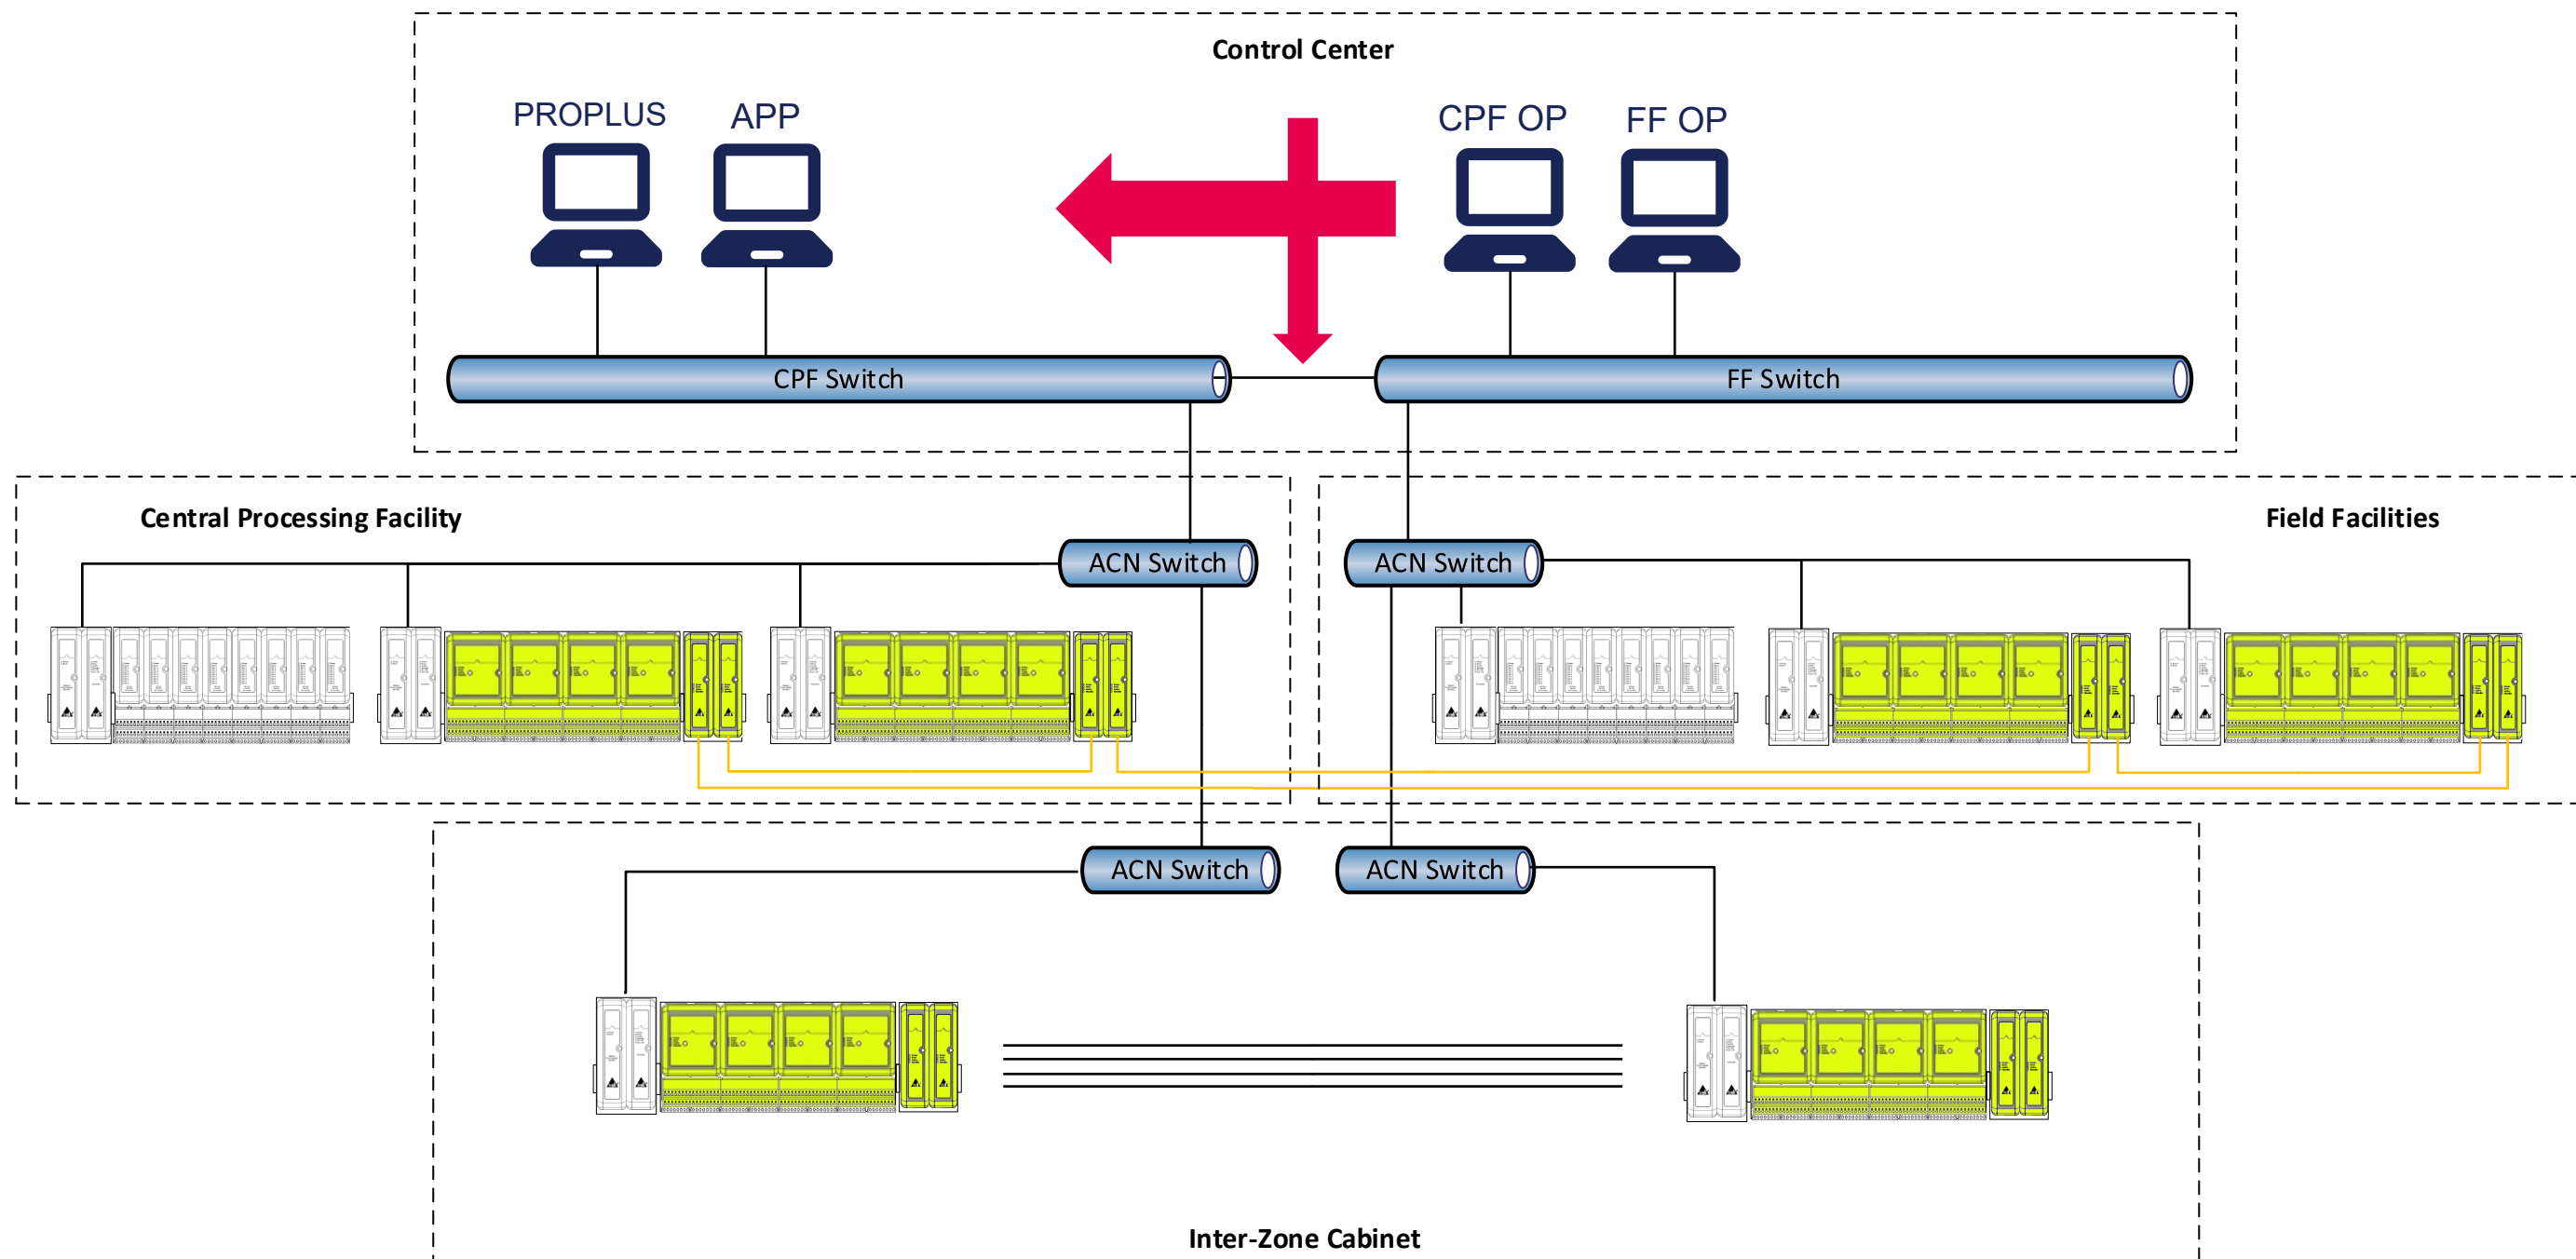 Control Center
PROPLUS
APP
CPF OP
FF OP
CPF Switch
FF Switch
Central Processing Facility
Field Facilities
ACN Switch
ACN Switch
ACN Switch
ACN Switch
Inter-Zone Cabinet